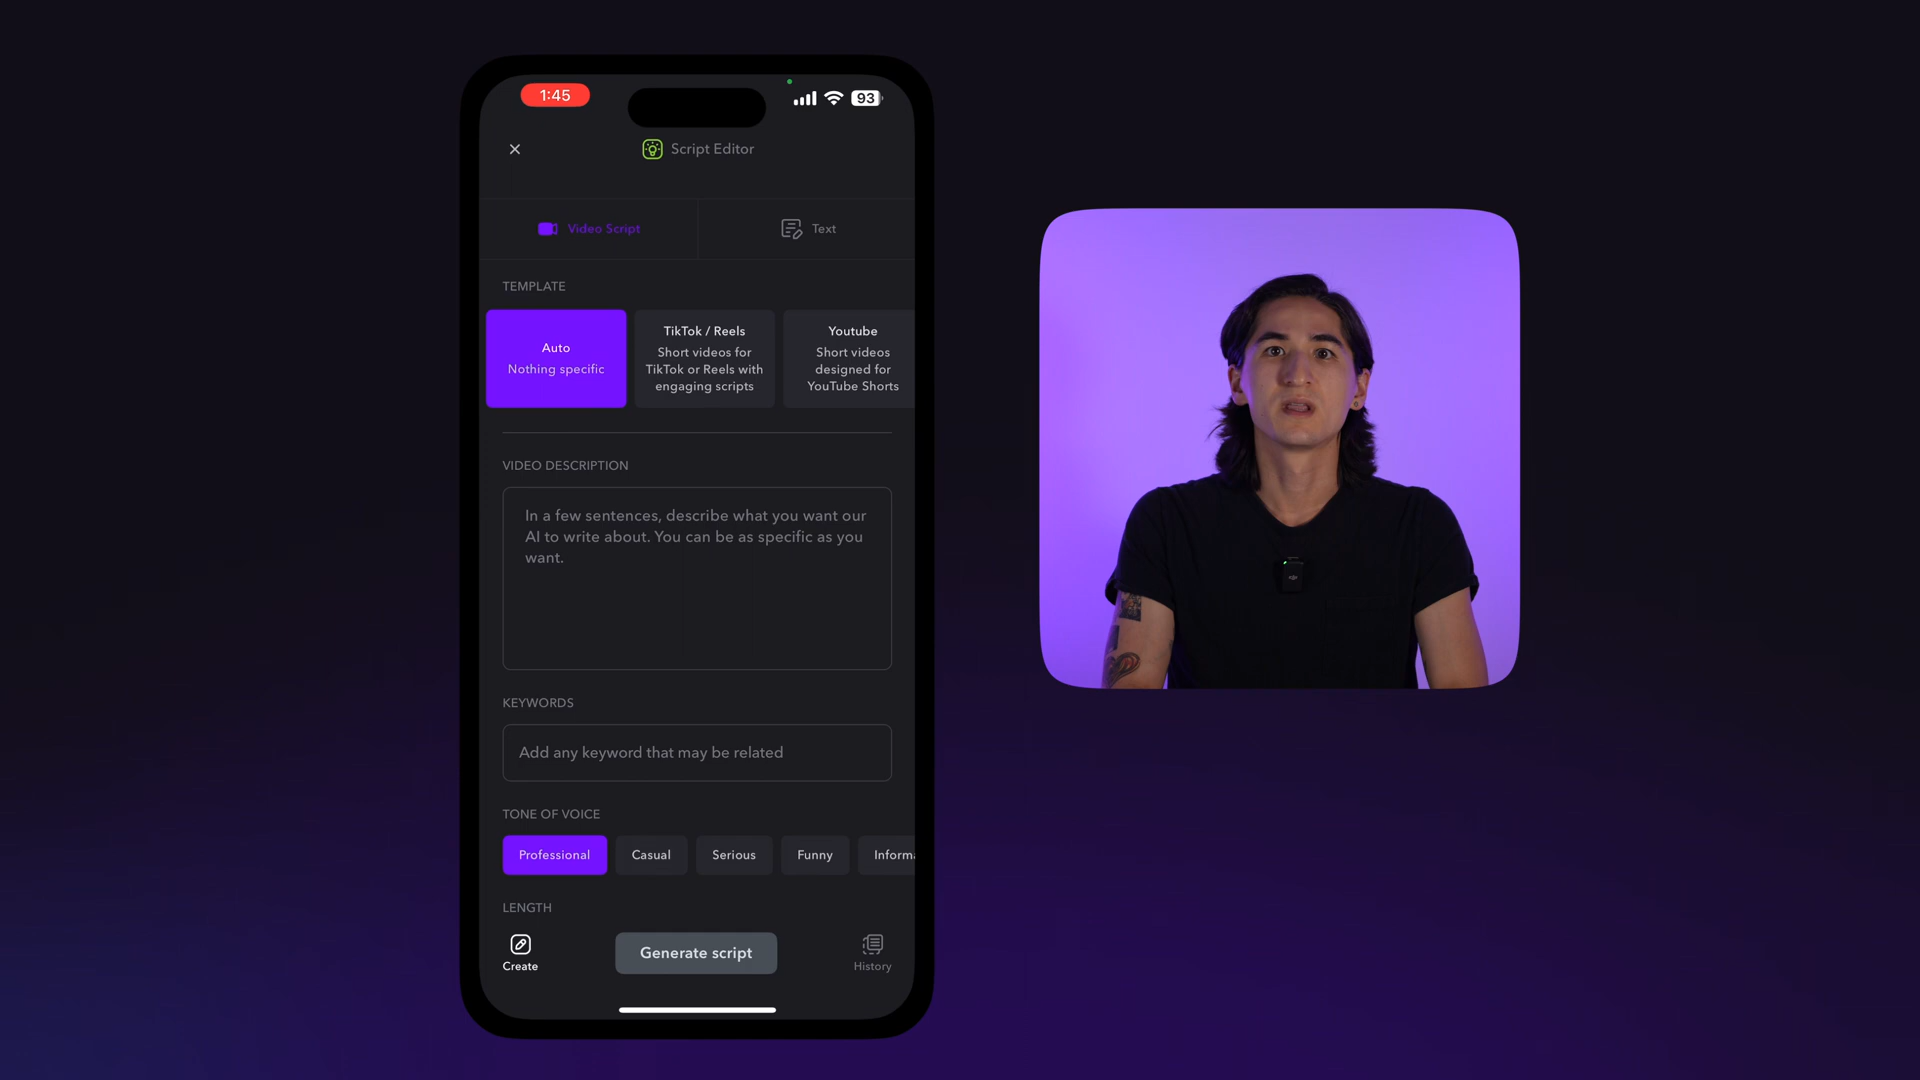 1:45
93
Script Editor
Video Script
Text
TEMPLATE
Auto
Nothing specific
TikTok / Reels
Short videos for
TikTok or Reels with
engaging scripts
Youtube
Short videos
designed for
YouTube Shorts
VIDEO DESCRIPTION
In a few sentences, describe what you want our
AI to write about. You can be as specific as you
want.
KEYWORDS
Add any keyword that may be related
TONE OF VOICE
Professional
Casual
Serious
Funny
Informa
LENGTH
Create
Generate script
History